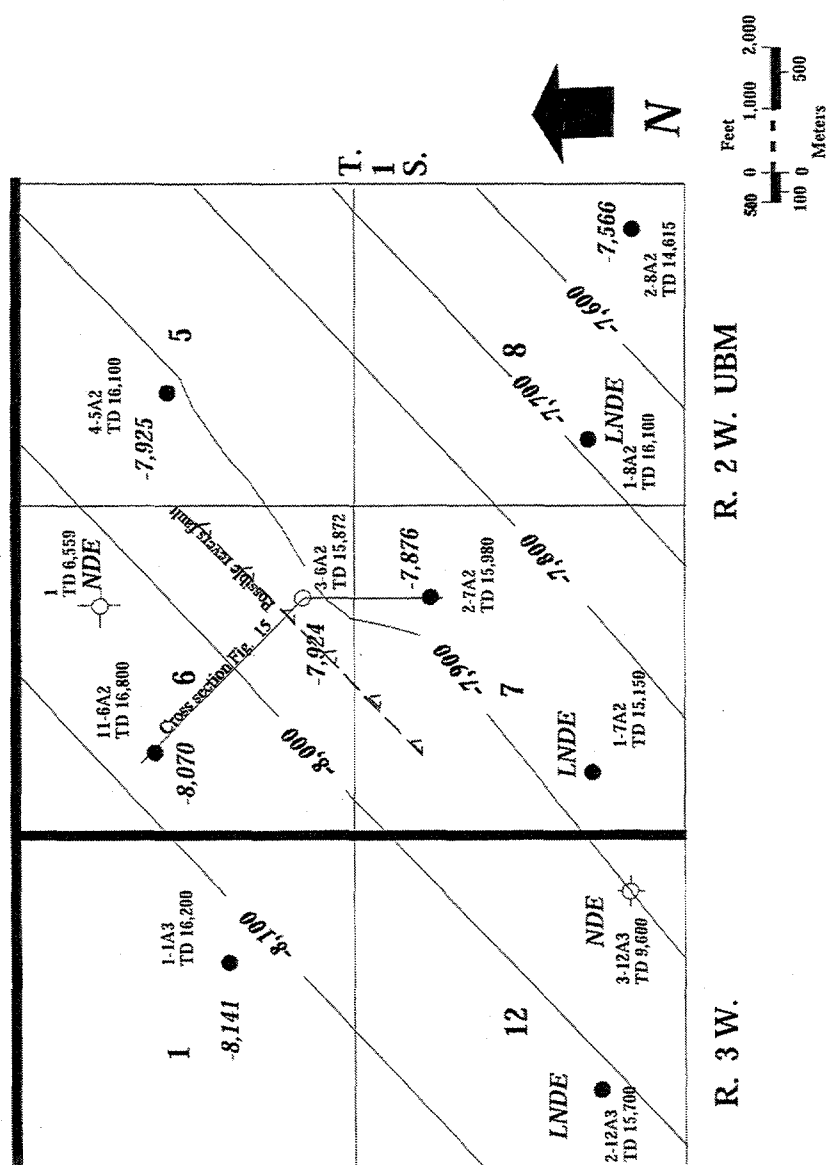 1
TD 6,559
NDE
11-6A2
TD 16,800
-8,070
6
Cross section Fig. 15
Possible revers fault
4-5A2
TD 16,100
-7,925
5
3-6A2
TD 15,872
-7,924
1-1A3
TD 16,200
-8,141
1
-8,100
-8,000
-7,900
-7,876
2-7A2
TD 15,980
7
-7,800
-7,700
-7,600
8
LNDE
1-8A2
TD 16,100
-7,566
2-8A2
TD 14,615
LNDE
1-7A2
TD 15,150
12
NDE
3-12A3
TD 9,600
LNDE
2-12A3
TD 15,700
T.
1
S.
R. 3 W.
R. 2 W. UBM
N
Feet
500 0 1,000 2,000
100 0 500
Meters